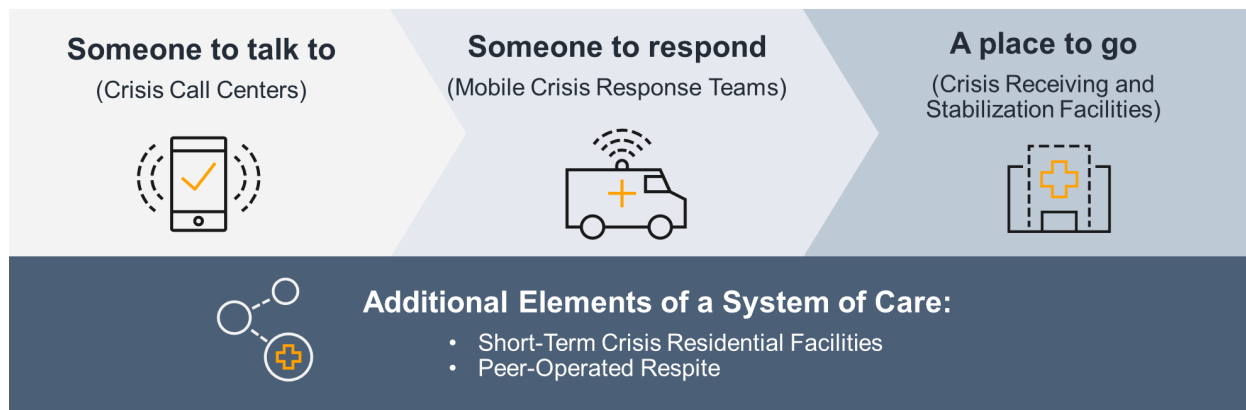 Someone to talk to
(Crisis Call Centers)
Someone to respond
(Mobile Crisis Response Teams)
A place to go
(Crisis Receiving and
Stabilization Facilities)
Additional Elements of a System of Care:
• Short-Term Crisis Residential Facilities
• Peer-Operated Respite